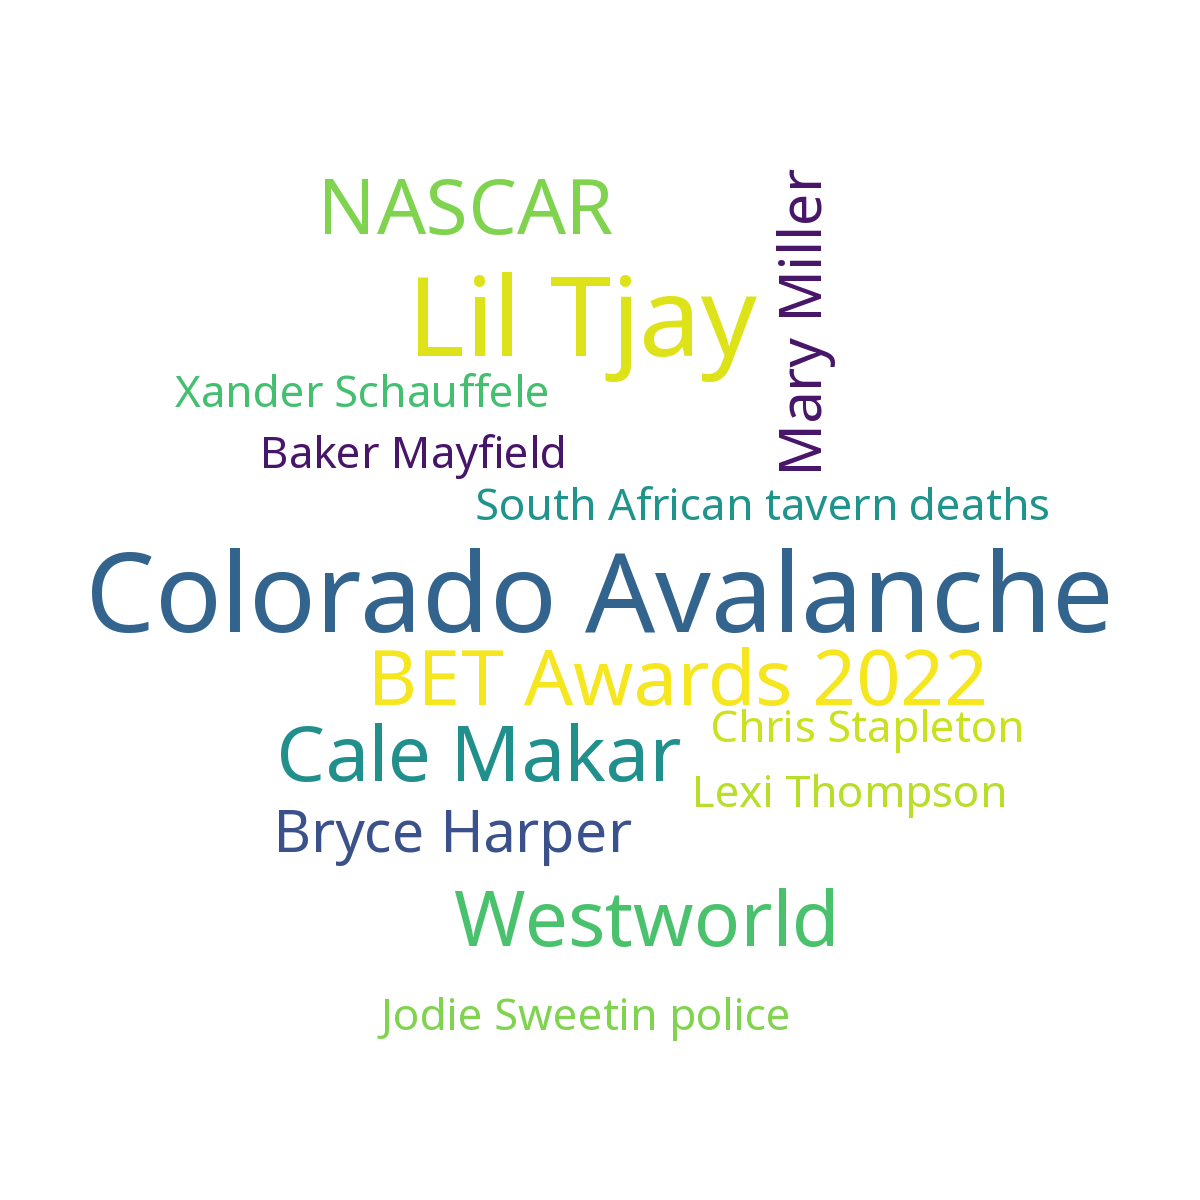 NASCAR
Mary Miller
Lil Tjay
Xander Schauffele
Baker Mayfield
South African tavern deaths
Colorado Avalanche
BET Awards 2022
Chris Stapleton
Cale Makar
Lexi Thompson
Bryce Harper
Westworld
Jodie Sweetin police